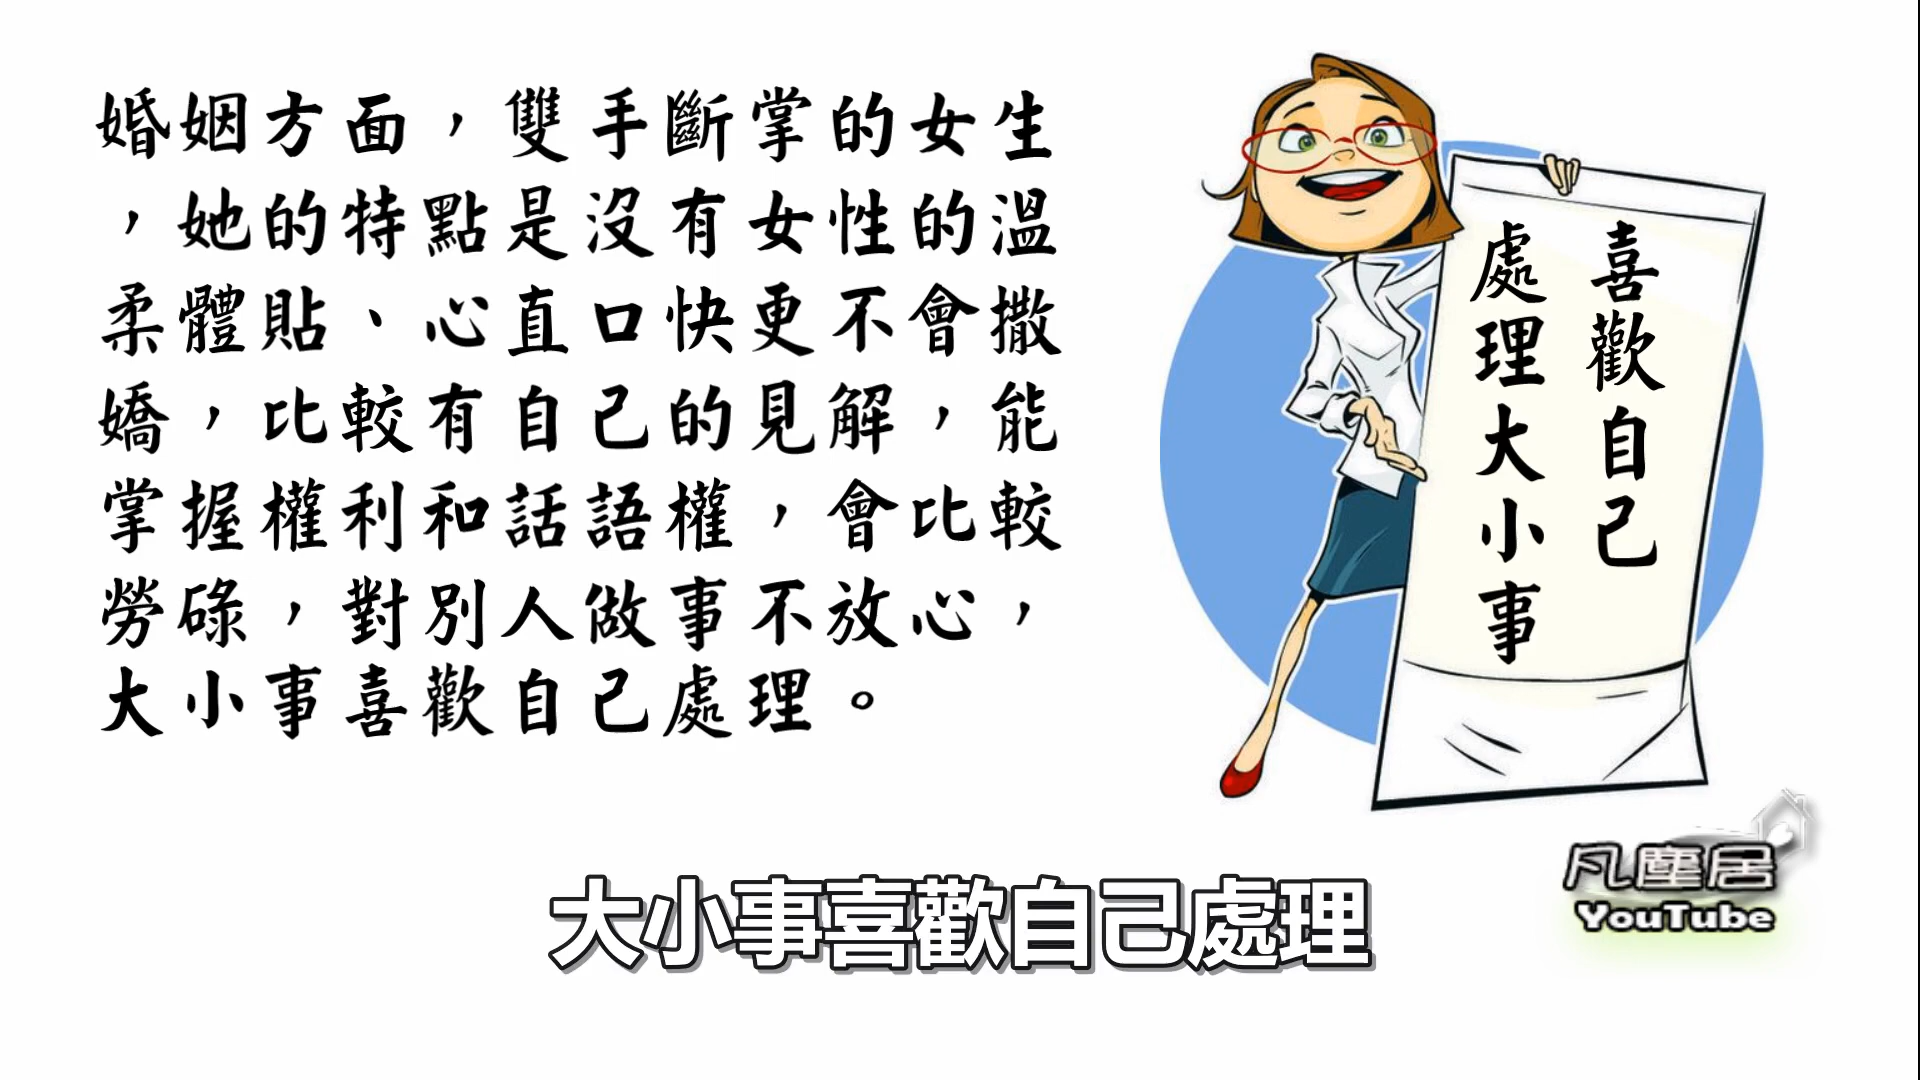 婚姻方面，雙手斷掌的女生
，她的特點是沒有女性的溫
柔體貼、心直口快更不會撒
嬌，比較有自己的見解，能
掌握權利和話語權，會比較
勞碌，對別人做事不放心，
大小事喜歡自己處理。
喜歡自己
處理大小事
大小事喜歡自己處理
凡塵居
YouTube